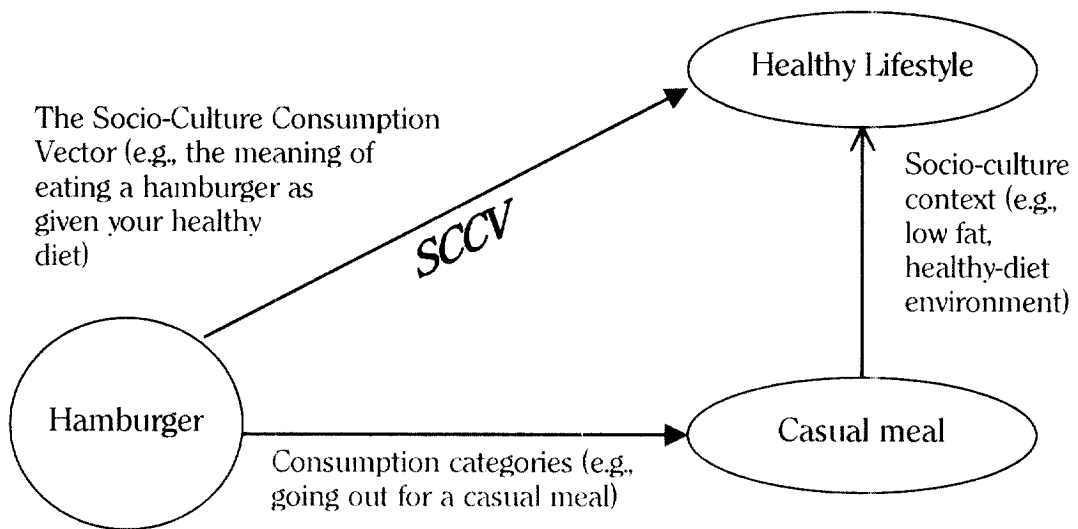 Healthy Lifestyle
The Socio-Culture Consumption
Vector (e.g., the meaning of
eating a hamburger as
given your healthy
diet)
SCCV
Socio-culture
context (e.g.,
low fat,
healthy-diet
environment)
Hamburger
Casual meal
Consumption categories (e.g.,
going out for a casual meal)